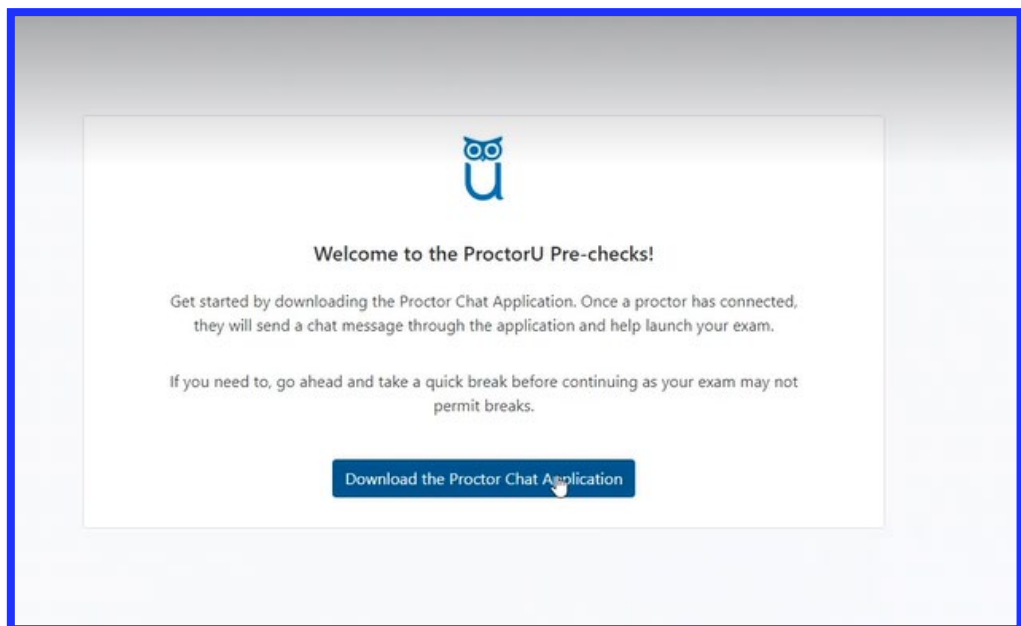 Welcome to the ProctorU Pre-checks!
Get started by downloading the Proctor Chat Application. Once a proctor has connected,
they will send a chat message through the application and help launch your exam.
If you need to, go ahead and take a quick break before continuing as your exam may not
permit breaks.
Download the Proctor Chat Application